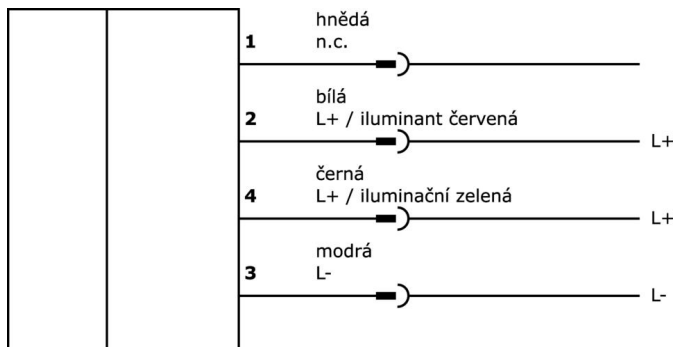 hnědá
1 n.c.
bílá
2 L+ / iluminant červená
L+
černá
4 L+ / iluminační zelená
L+
modrá
3 L-
L-